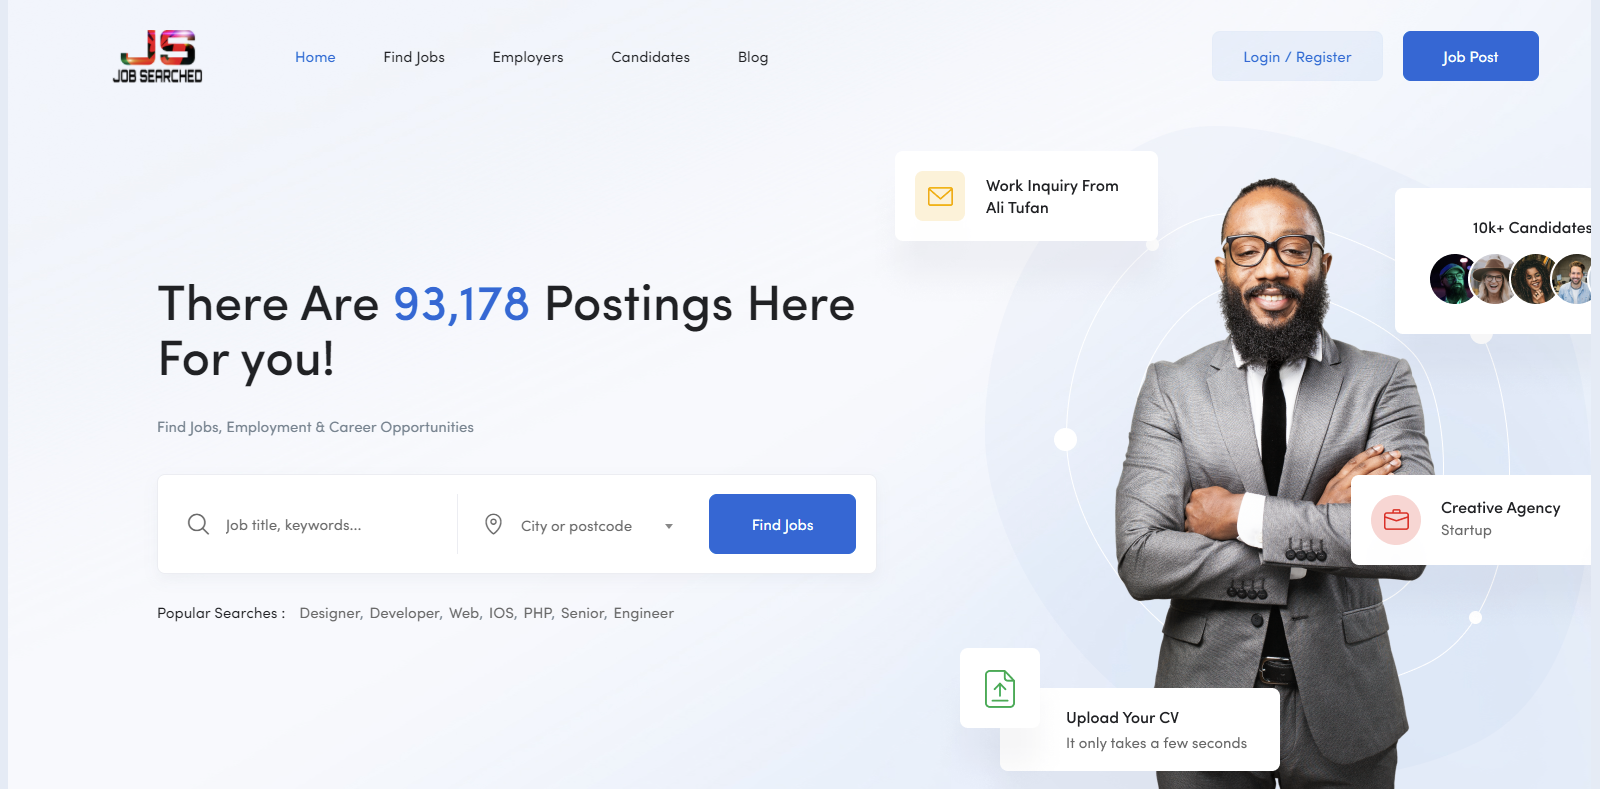 JS
JOB SEARCHED
Home
Find Jobs
Employers
Candidates
Blog
Login / Register
Job Post
Work Inquiry From
Ali Tufan
10k+ Candidates
There Are 93,178 Postings Here
For you!
Find Jobs, Employment & Career Opportunities
Job title, keywords...
City or postcode
Find Jobs
Creative Agency
Startup
Popular Searches : Designer, Developer, Web, IOS, PHP, Senior, Engineer
Upload Your CV
It only takes a few seconds